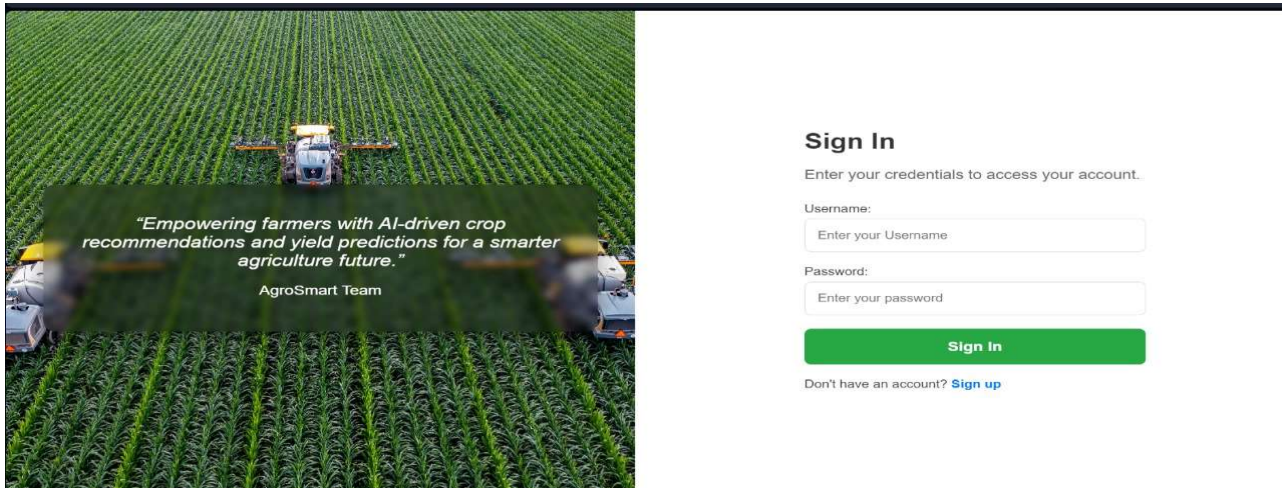 “Empowering farmers with AI-driven crop
recommendations and yield predictions for a smarter
agriculture future.”
AgroSmart Team
Sign In
Enter your credentials to access your account.
Username:
Enter your Username
Password:
Enter your password
Sign In
Don't have an account? Sign up